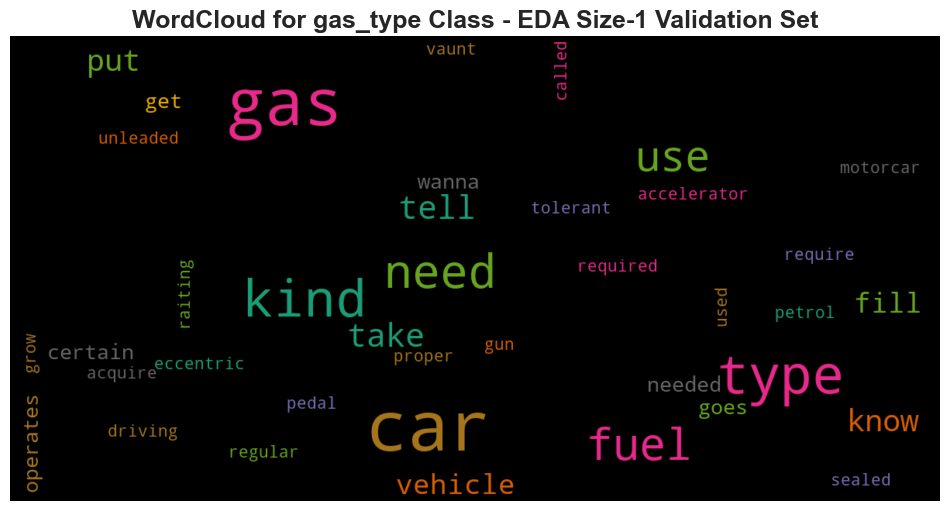 WordCloud for gas_type Class - EDA Size-1 Validation Set
vaunt
called
put
gas
get
unleaded
use
motorcar
wanna
accelerator
tell
tolerant
need
required
require
raiting
kind
used
fill
petrol
take
gun
grow
certain
proper
eccentric
acquire
type
needed
pedal
goes
operates
car
know
driving
fuel
regular
vehicle
sealed